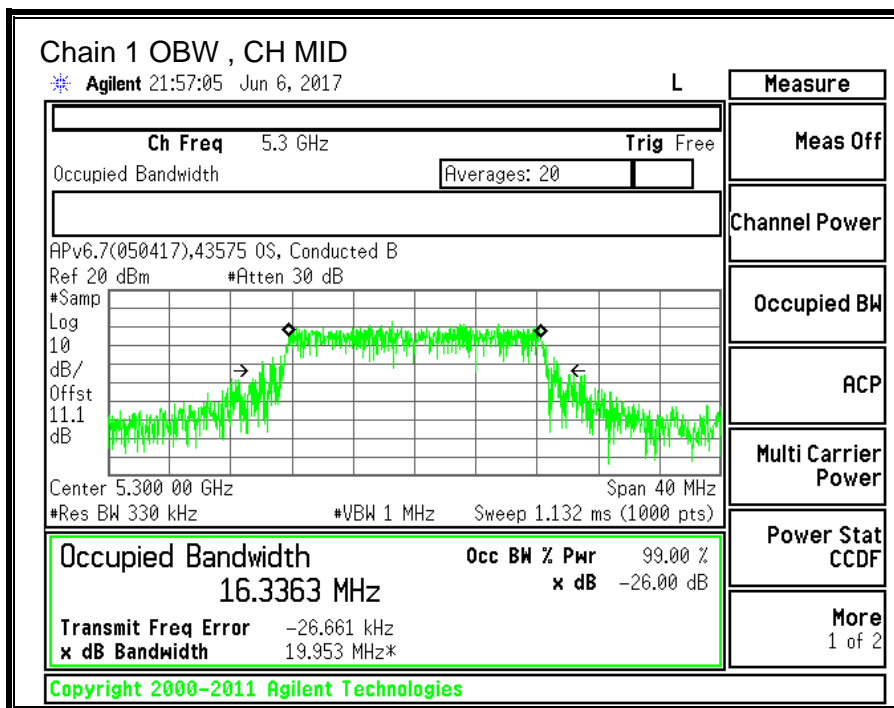 Chain 1 OBW , CH MID
Agilent 21:57:05 Jun 6, 2017 L
Measure
Ch Freq 5.3 GHz Trig Free
Meas Off
Occupied Bandwidth Averages: 20
Channel Power
APv6.7(050417),43575 OS, Conducted B
Ref 20 dBm #Atten 30 dB
#Samp
Log
10
dB/
Offst
11.1
dB
Occupied BW
ACP
Multi Carrier
Power
Center 5.300 00 GHz Span 40 MHz
#Res BW 330 kHz #VBW 1 MHz Sweep 1.132 ms (1000 pts)
Power Stat
CCDF
Occupied Bandwidth Occ BW % Pwr 99.00 %
16.3363 MHz x dB -26.00 dB
Transmit Freq Error -26.661 kHz
x dB Bandwidth 19.953 MHz*
More
1 of 2
Copyright 2000-2011 Agilent Technologies